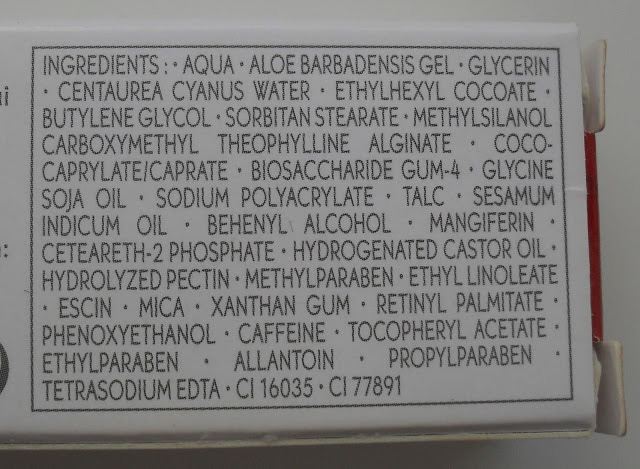 INGREDIENTS : · AQUA · ALOE BARBADENSIS GEL · GLYCERIN
· CENTAUREA CYANUS WATER · ETHYLHEXYL COCOATE ·
BUTYLENE GLYCOL · SORBITAN STEARATE · METHYLSILANOL
CARBOXYMETHYL THEOPHYLLINE ALGINATE · COCO-
CAPRYLATE/CAPRATE · BIOSACCHARIDE GUM-4 · GLYCINE
SOJA OIL · SODIUM POLYACRYLATE · TALC · SESAMUM
INDICUM OIL · BEHENYL ALCOHOL · MANGIFERIN ·
CETEARETH-2 PHOSPHATE · HYDROGENATED CASTOR OIL ·
HYDROLYZED PECTIN · METHYLPARABEN · ETHYL LINOLEATE
· ESCIN · MICA · XANTHAN GUM · RETINYL PALMITATE ·
PHENOXYETHANOL · CAFFEINE · TOCOPHERYL ACETATE ·
ETHYLPARABEN · ALLANTOIN · PROPYLPARABEN ·
TETRASODIUM EDTA · CI 16035 · CI 77891